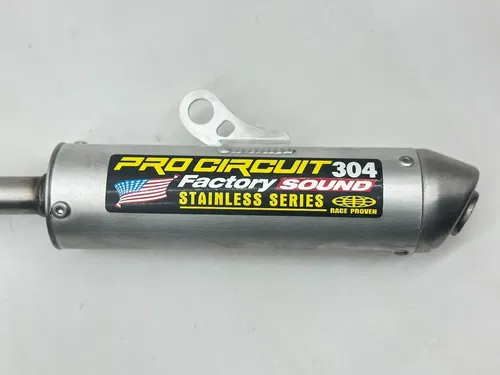 PRO CIRCUIT 304
Factory SOUND
STAINLESS SERIES
RACE PROVEN